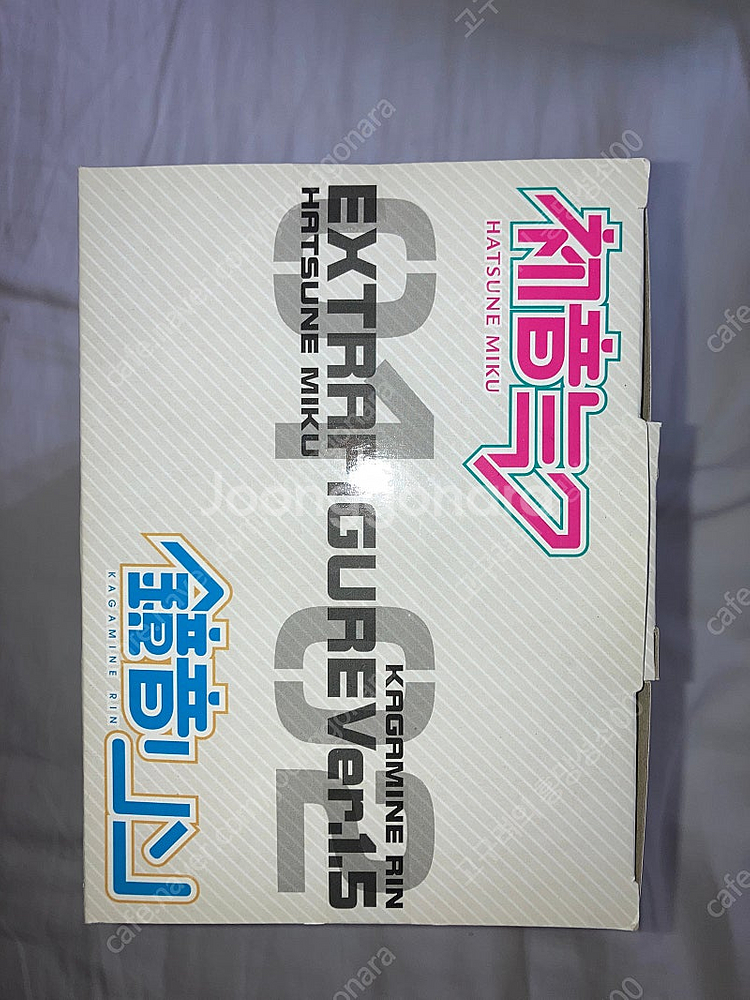 初音ミク
HATSUNE MIKU
01 02
KAGAMINE RIN
EXTRA FIGURE Ver.1.5
HATSUNE MIKU
鏡音リン
KAGAMINE RIN
Joonggonara